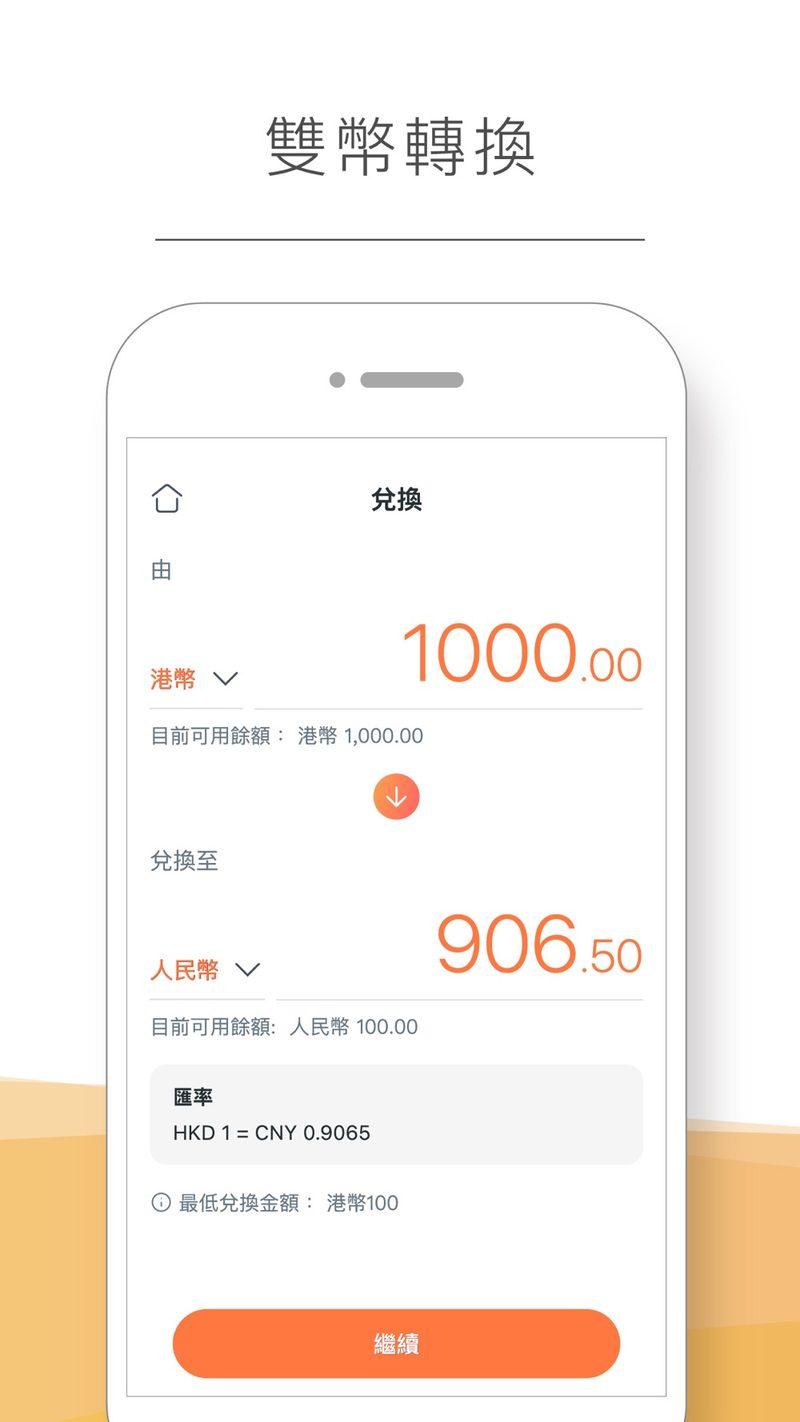 雙幣轉換
兌換
由
港幣 1000.00
目前可用餘額： 港幣 1,000.00
兌換至
人民幣 906.50
目前可用餘額: 人民幣 100.00
匯率
HKD 1 = CNY 0.9065
最低兌換金額： 港幣100
繼續